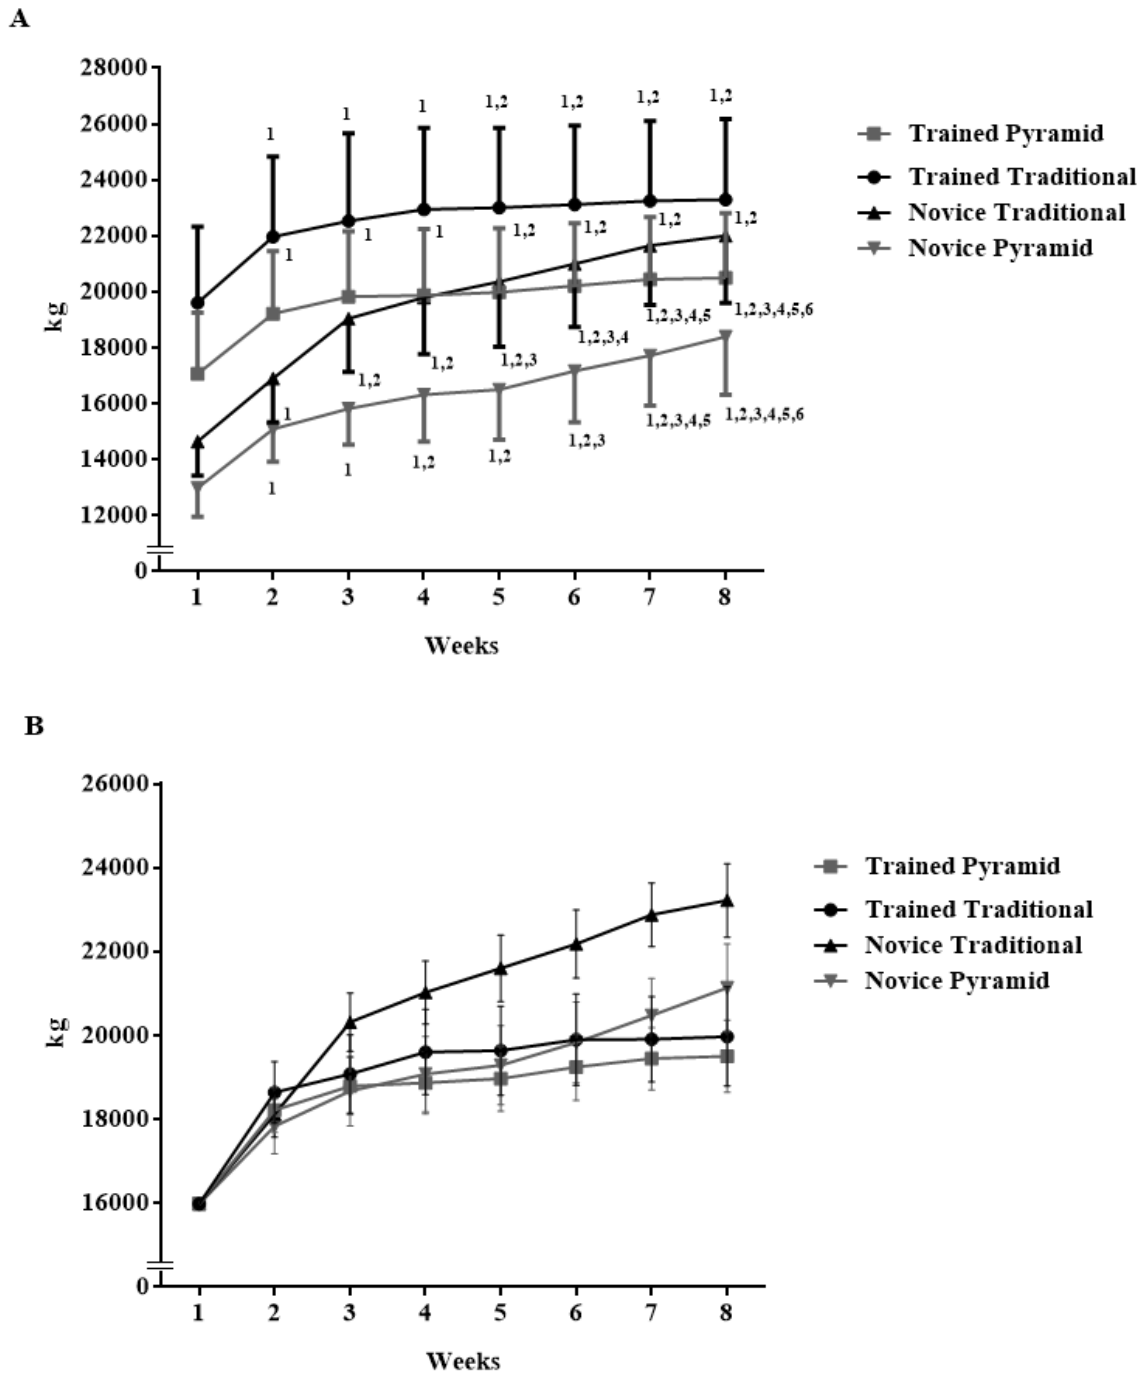 A
28000
1 1 1 1,2 1,2 1,2 1,2
26000
Trained Pyramid
24000
Trained Traditional
22000
Novice Traditional
1 1 1 1,2 1,2 1,2 1,2
Novice Pyramid
20000
kg
18000
1 1,2 1,2 1,2,3 1,2,3,4 1,2,3,4,5 1,2,3,4,5,6
16000
14000
1 1 1,2 1,2 1,2,3 1,2,3,4,5 1,2,3,4,5,6
12000
0
1 2 3 4 5 6 7 8
Weeks
B
26000
24000
Trained Pyramid
Trained Traditional
22000
Novice Traditional
Novice Pyramid
20000
kg
18000
16000
0
1 2 3 4 5 6 7 8
Weeks